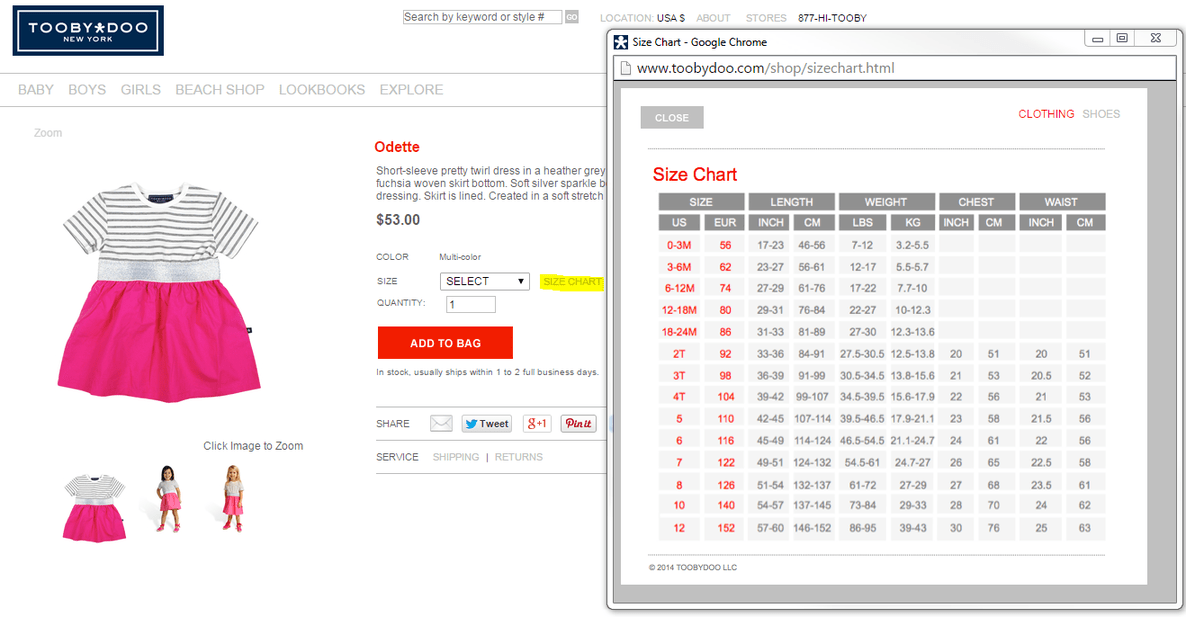 TOOBYDOO
NEW YORK
Search by keyword or style #
GO
LOCATION: USA $ ABOUT STORES 877-HI-TOOBY
BABY BOYS GIRLS BEACH SHOP LOOKBOOKS EXPLORE
Zoom
Click Image to Zoom
Odette
Short-sleeve pretty twirl dress in a heather grey
fuchsia woven skirt bottom. Soft silver sparkle b
dressing. Skirt is lined. Created in a soft stretch
$53.00
COLOR Multi-color
SIZE SELECT SIZE CHART
QUANTITY: 1
ADD TO BAG
In stock, usually ships within 1 to 2 full business days.
SHARE Tweet g+1 Pin it
SERVICE SHIPPING | RETURNS
Size Chart - Google Chrome
www.toobydoo.com/shop/sizechart.html
CLOSE
CLOTHING SHOES
Size Chart
SIZE LENGTH WEIGHT CHEST WAIST
US EUR INCH CM LBS KG INCH CM INCH CM
0-3M 56 17-23 46-56 7-12 3.2-5.5
3-6M 62 23-27 56-61 12-17 5.5-5.7
6-12M 74 27-29 61-76 17-22 7.7-10
12-18M 80 29-31 76-84 22-27 10-12.3
18-24M 86 31-33 81-89 27-30 12.3-13.6
2T 92 33-36 84-91 27.5-30.5 12.5-13.8 20 51 20 51
3T 98 36-39 91-99 30.5-34.5 13.8-15.6 21 53 20.5 52
4T 104 39-42 99-107 34.5-39.5 15.6-17.9 22 56 21 53
5 110 42-45 107-114 39.5-46.5 17.9-21.1 23 58 21.5 56
6 116 45-49 114-124 46.5-54.5 21.1-24.7 24 61 22 56
7 122 49-51 124-132 54.5-61 24.7-27 26 65 22.5 58
8 126 51-54 132-137 61-72 27-29 27 68 23.5 61
10 140 54-57 137-145 73-84 29-33 28 70 24 62
12 152 57-60 146-152 86-95 39-43 30 76 25 63
© 2014 TOOBYDOO LLC